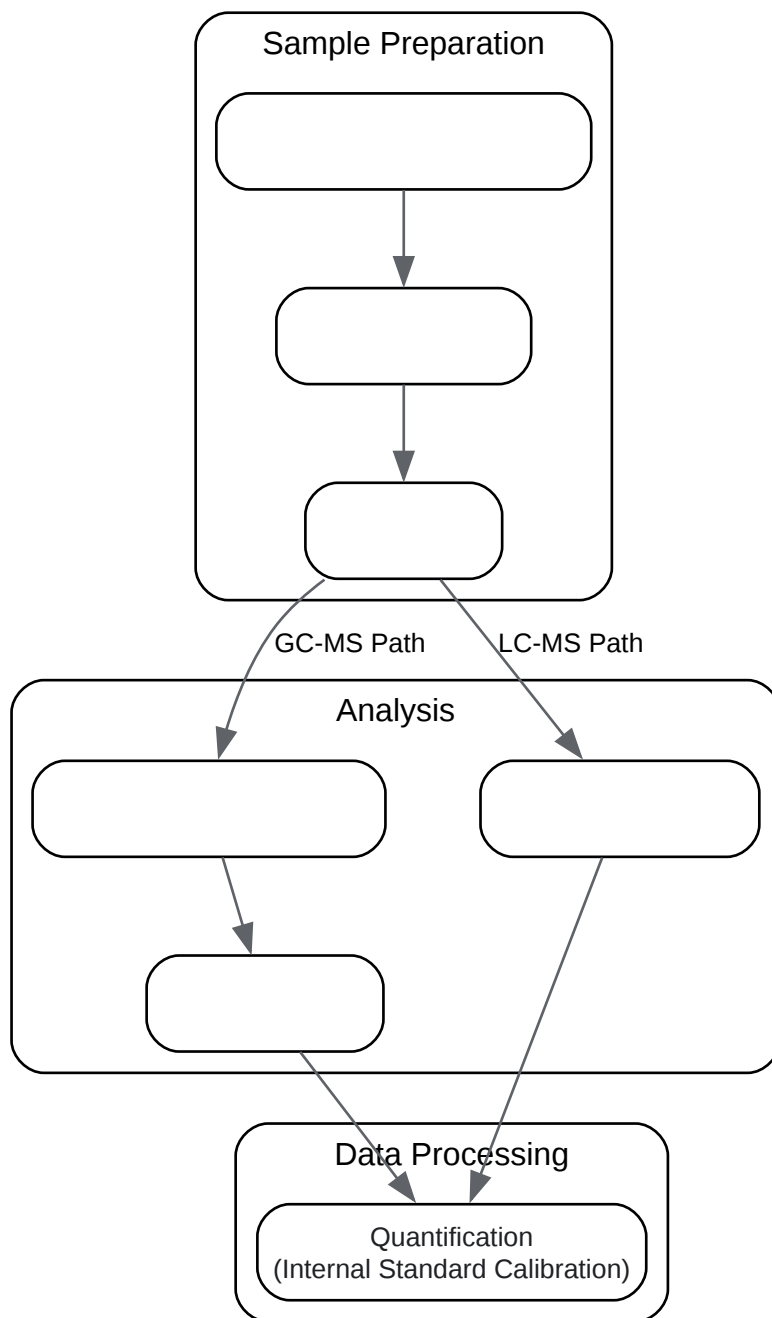 Sample Preparation
GC-MS Path
LC-MS Path
Analysis
Data Processing
Quantification
(Internal Standard Calibration)